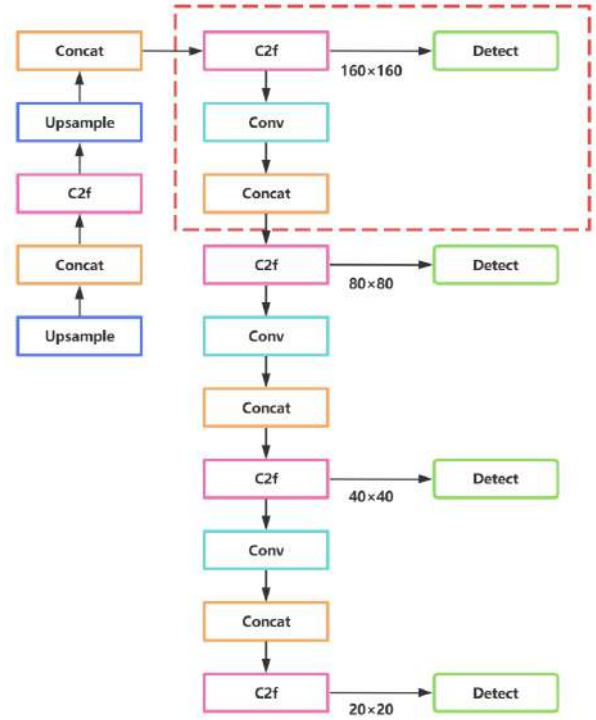 Concat
C2f
160×160
Detect
Upsample
Conv
C2f
Concat
Concat
C2f
80×80
Detect
Upsample
Conv
Concat
C2f
40×40
Detect
Conv
Concat
C2f
20×20
Detect